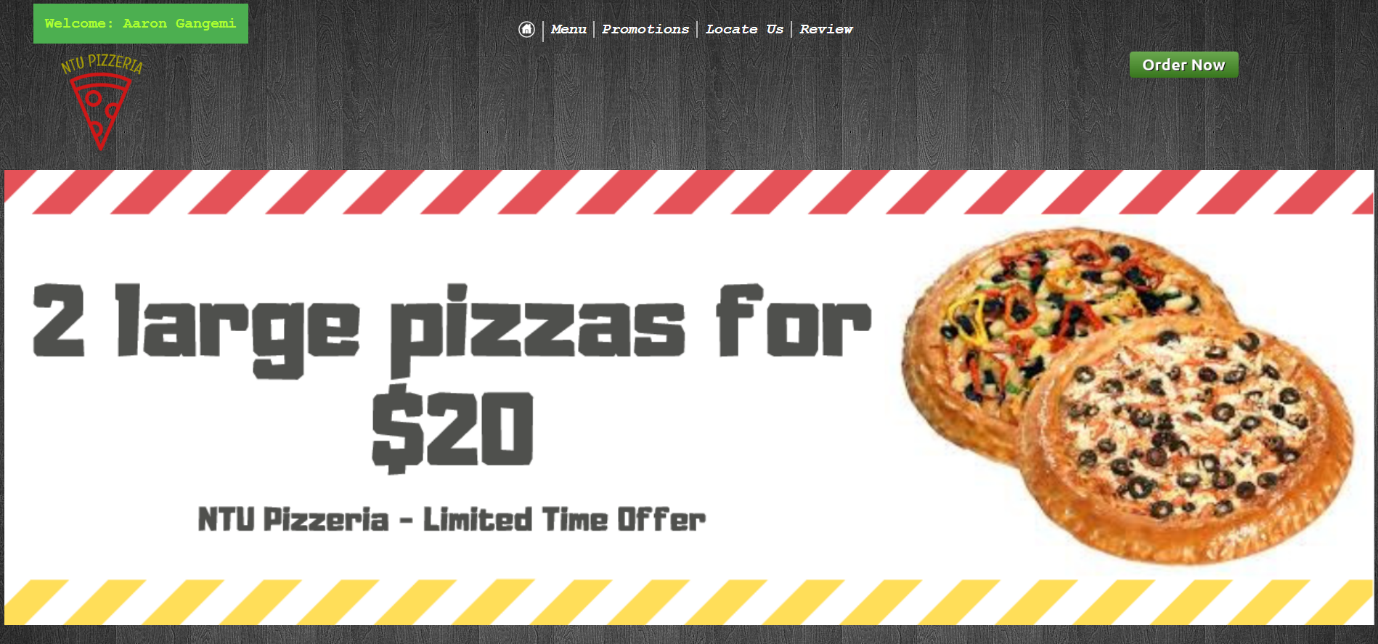 Welcome: Aaron Gangemi
Menu Promotions Locate Us Review
NTU PIZZERIA
Order Now
2 large pizzas for
$20
NTU Pizzeria - Limited Time Offer